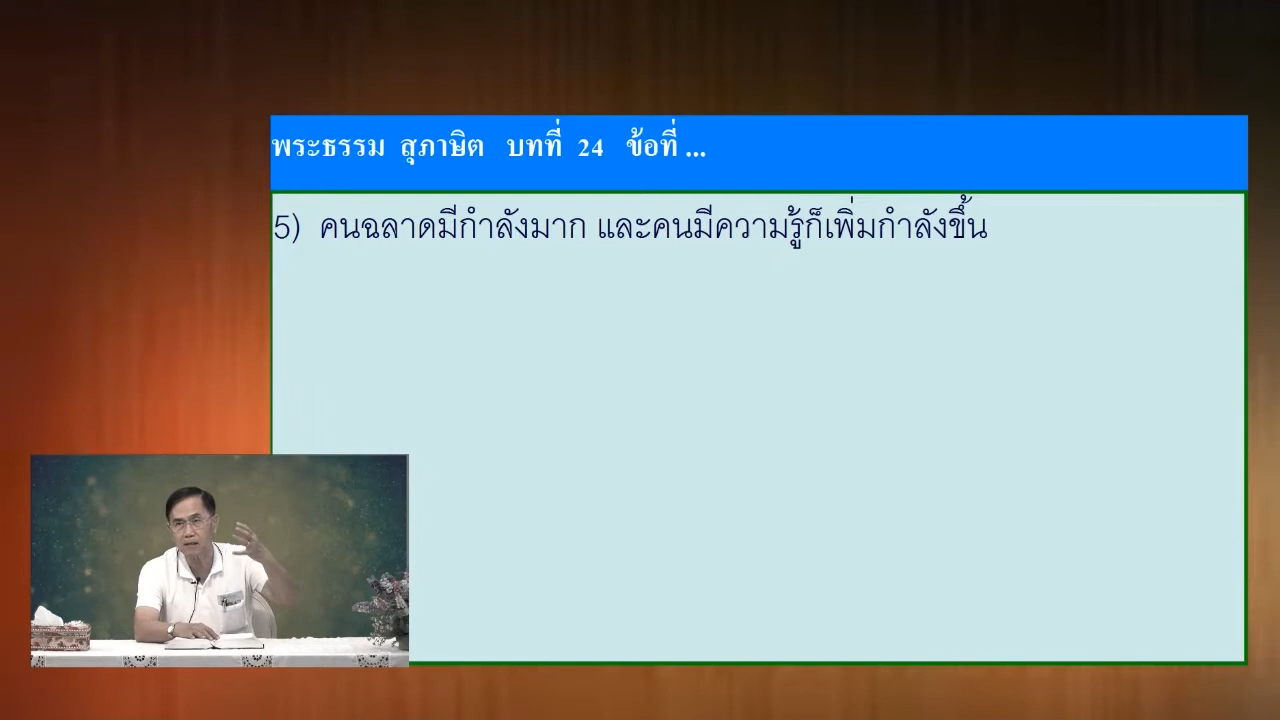 พระธรรม สุภาษิต บทที่ 24 ข้อที่ ...
5) คนฉลาดมีกำลังมาก และคนมีความรู้ก็เพิ่มกำลังขึ้น